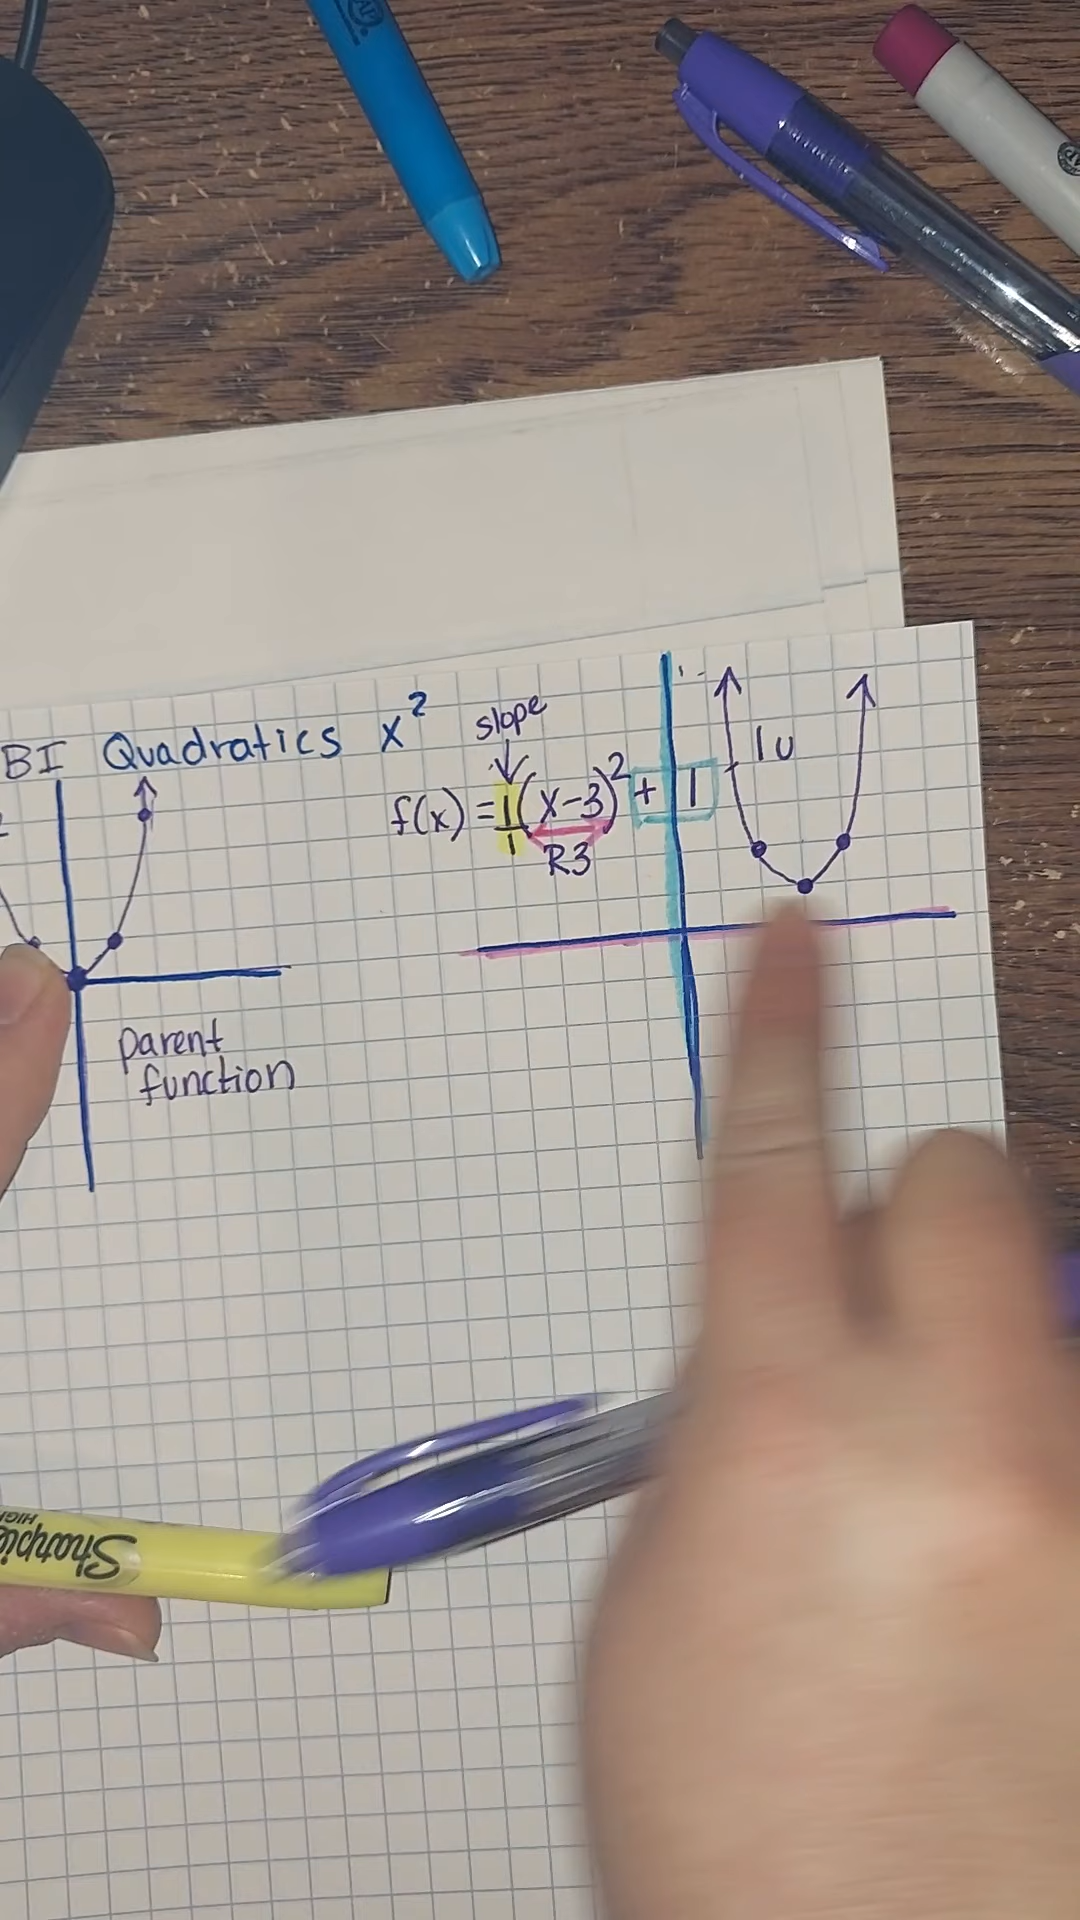 BI Quadratics x²
slope
f(x) = 1/1 (x-3)² + 1
R3
1u
parent
function
Sharpie